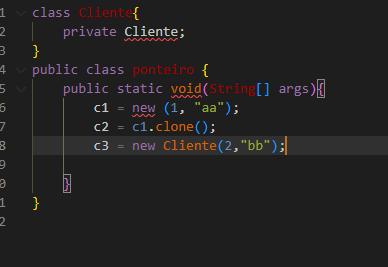 1 class Cliente{
2 private Cliente;
3 }
4 public class ponteiro {
5 public static void(String[] args){
6 c1 = new (1, "aa");
7 c2 = c1.clone();
8 c3 = new Cliente(2,"bb");
9
0 }
1 }
2